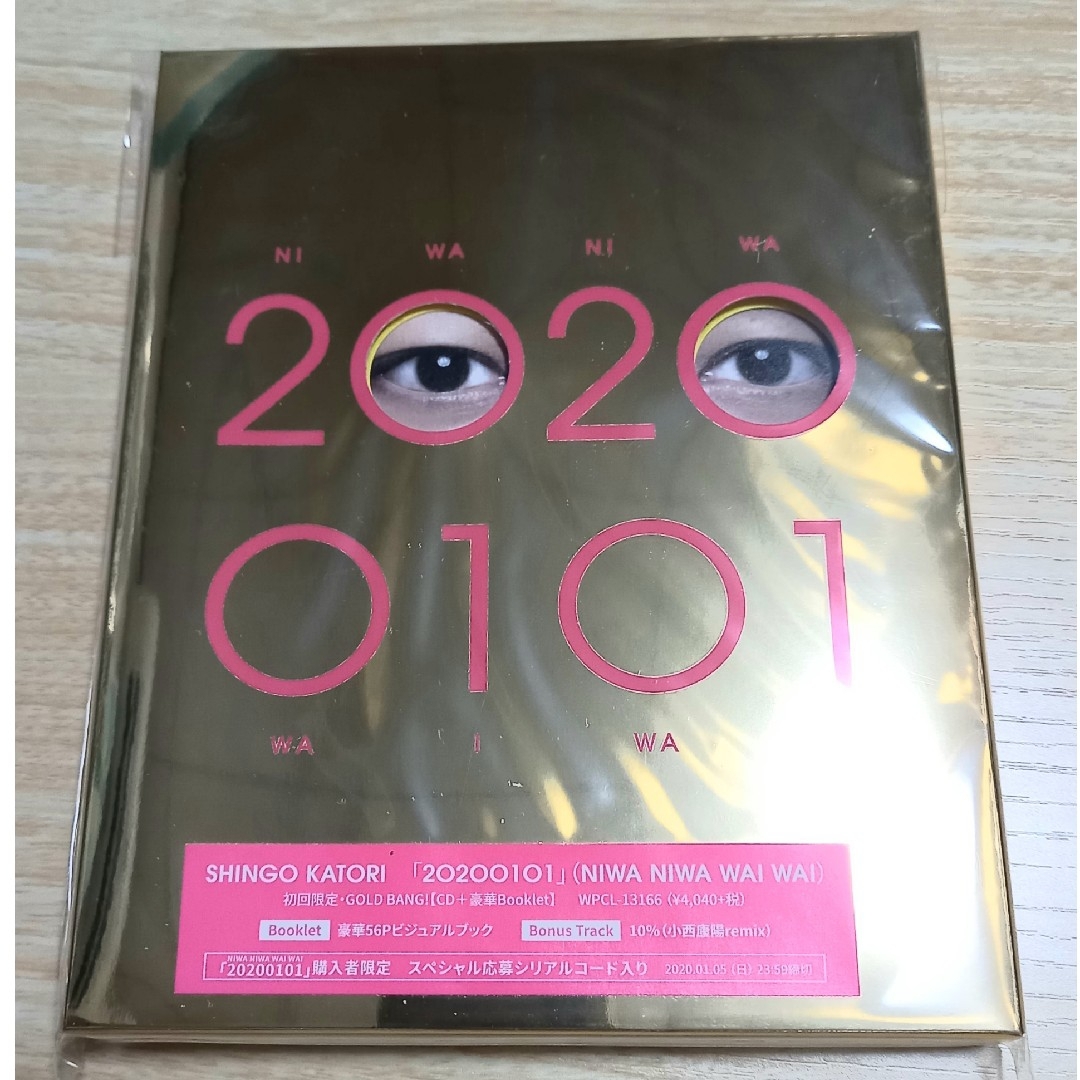 NI WA NI WA
2020
0101
WA I WA
SHINGO KATORI 「20200101」(NIWA NIWA WAI WAI)
初回限定・GOLD BANG!【CD+豪華Booklet】 WPCL-13166 (¥4,040+税)
Booklet 豪華56Pビジュアルブック Bonus Track 10%(小西康陽remix)
NIWA NIWA WAI WAI
「20200101」購入者限定 スペシャル応募シリアルコード入り 2020.01.05 (日) 23:59締切